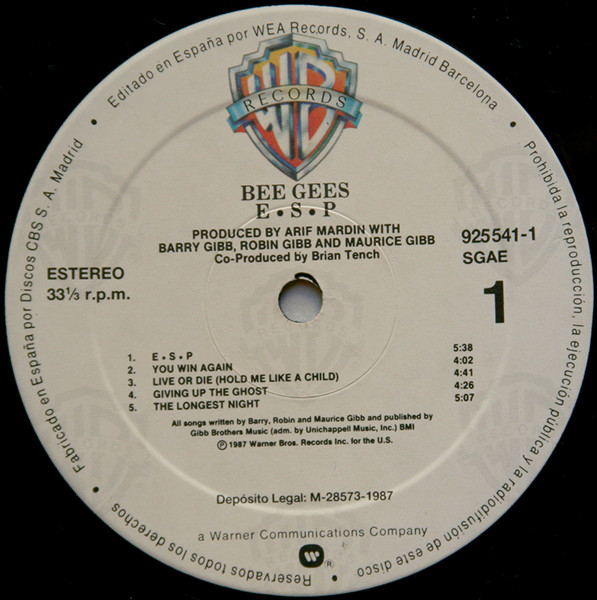 Editado en España por WEA Records, S. A. Madrid Barcelona
WB
RECORDS
BEE GEES
E • S • P
PRODUCED BY ARIF MARDIN WITH
BARRY GIBB, ROBIN GIBB AND MAURICE GIBB
Co-Produced by Brian Tench
ESTEREO
33⅓ r.p.m.
925 541-1
SGAE
1
1. E • S • P 5:38
2. YOU WIN AGAIN 4:02
3. LIVE OR DIE (HOLD ME LIKE A CHILD) 4:41
4. GIVING UP THE GHOST 4:26
5. THE LONGEST NIGHT 5:07
All songs written by Barry, Robin and Maurice Gibb and published by
Gibb Brothers Music (adm. by Unichappell Music, Inc.) BMI
℗ 1987 Warner Bros. Records Inc. for the U.S.
Depósito Legal: M-28573-1987
a Warner Communications Company
®
• Prohibida la reproducción, la ejecución pública y la radiodifusión de este disco
• Reservados todos los derechos
• Fabricado en España por Discos CBS S. A. Madrid •